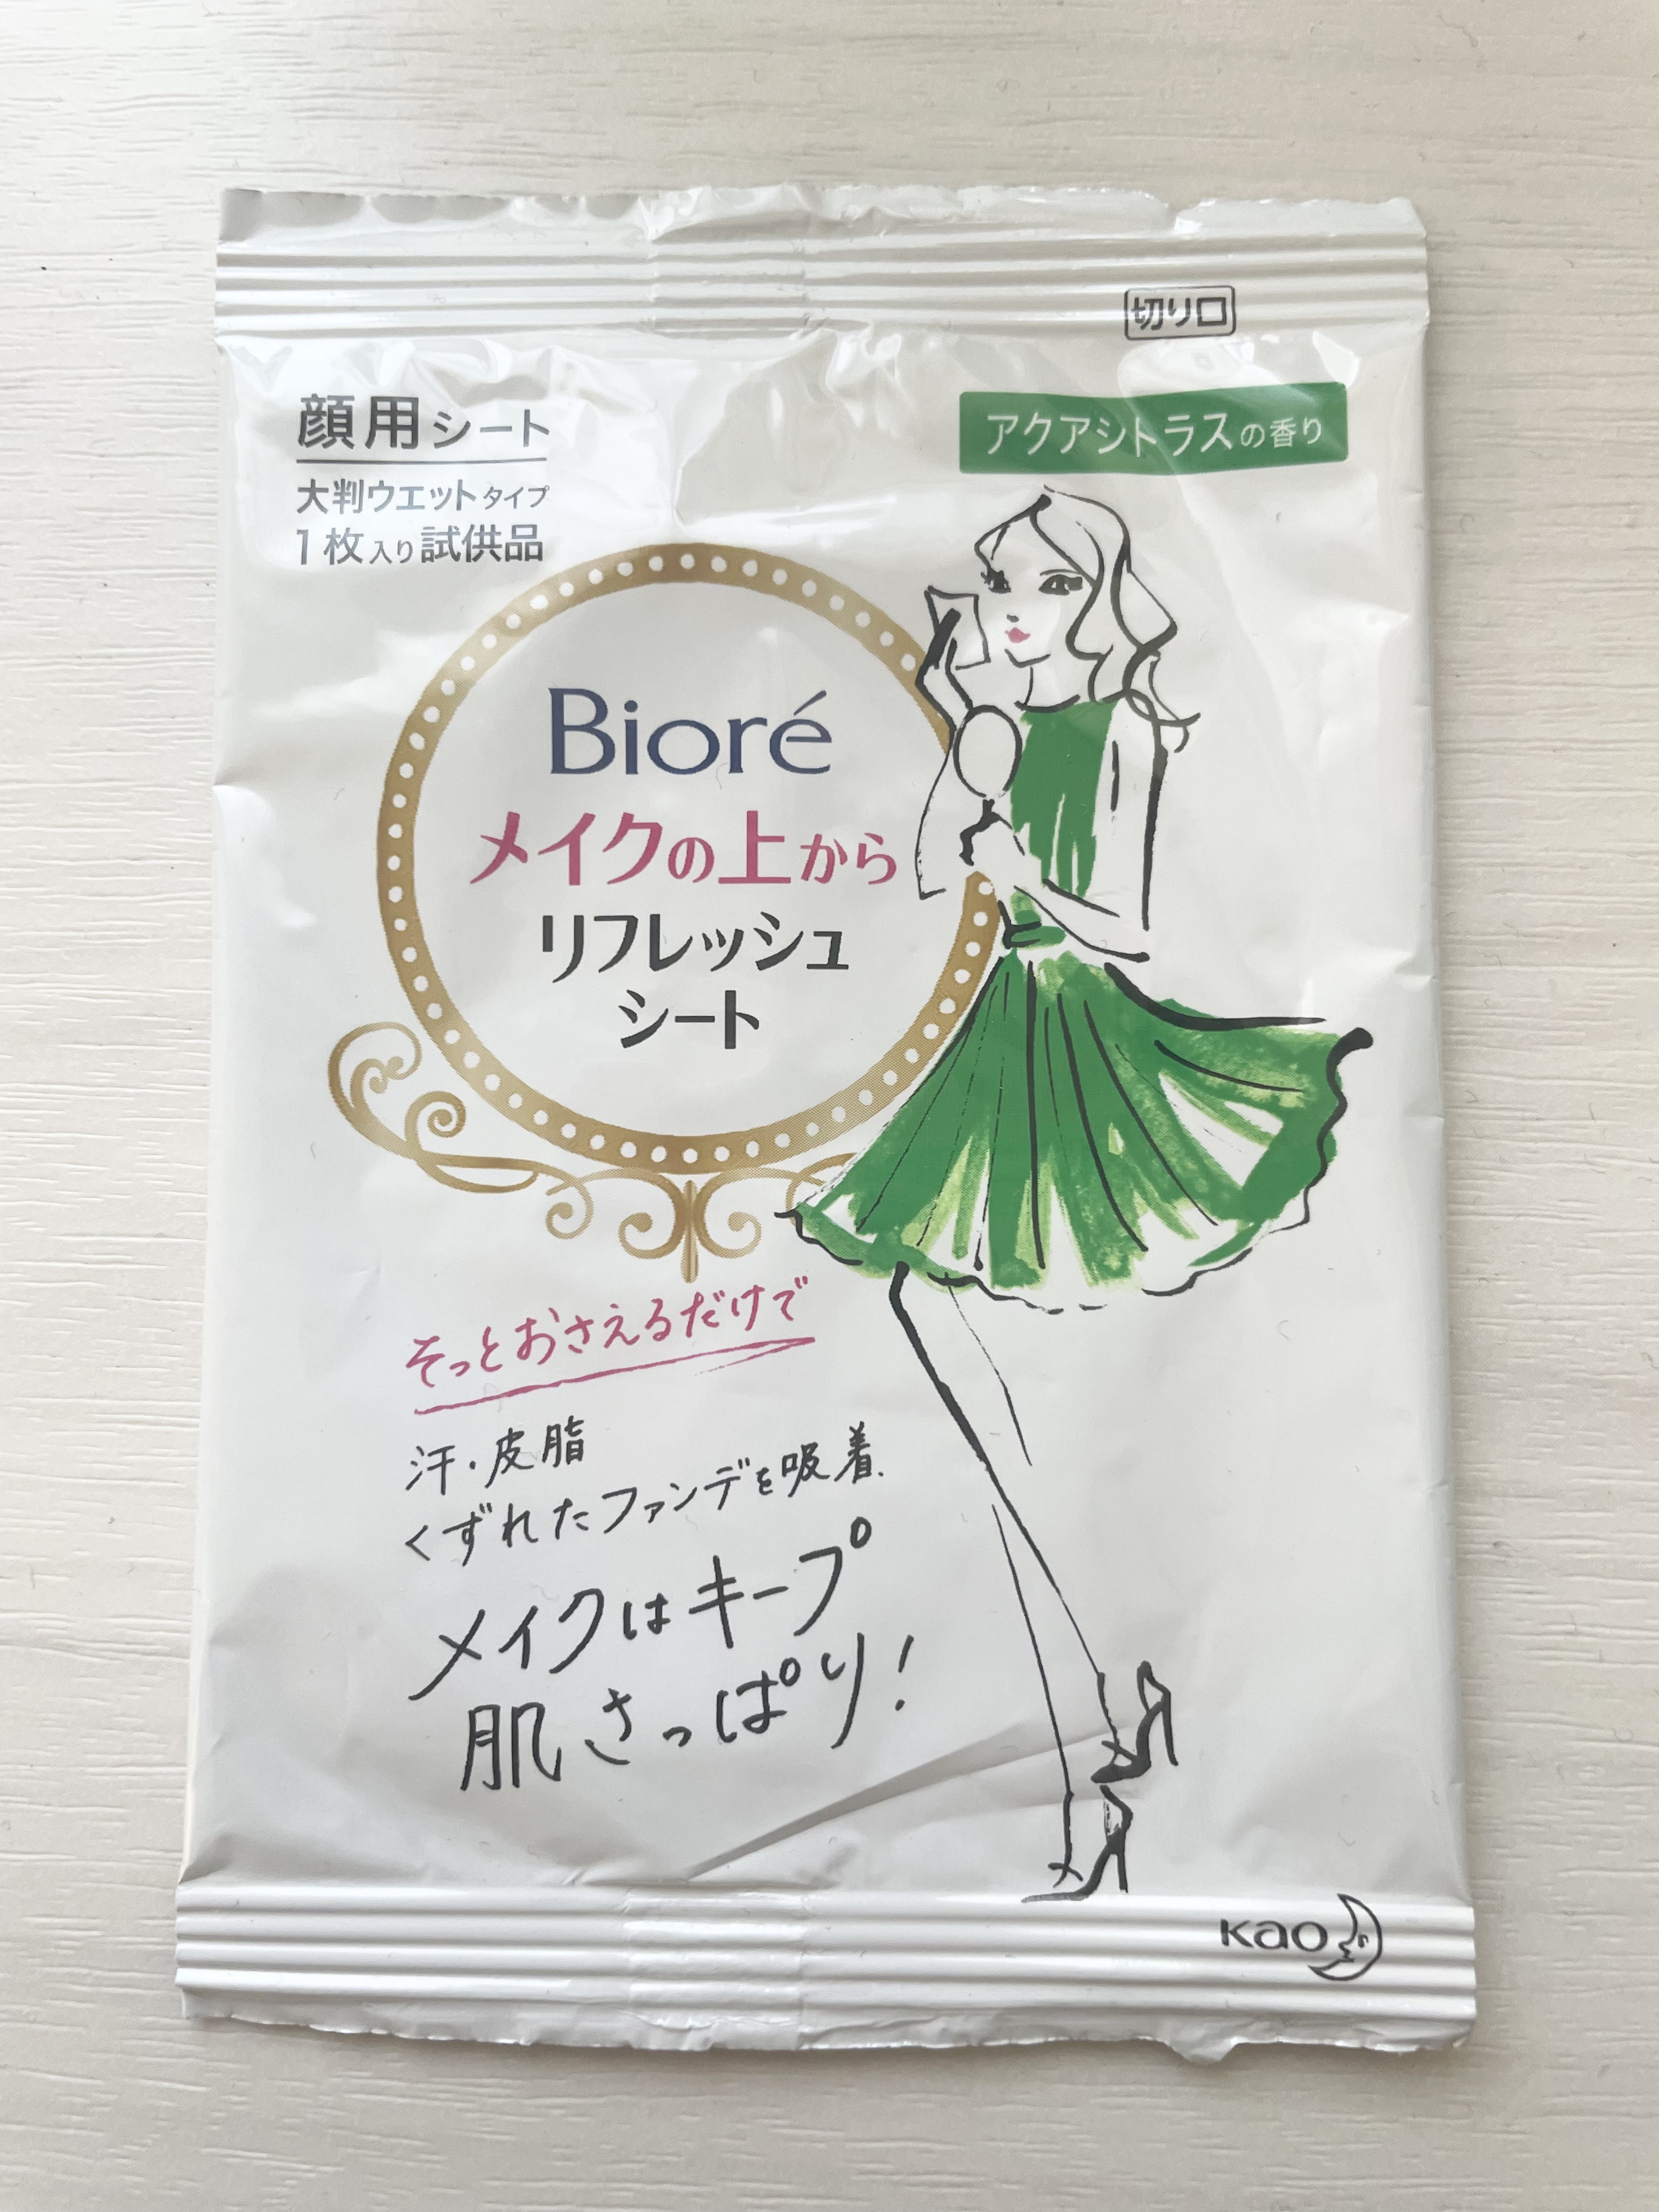 切り口
顔用シート
大判ウエットタイプ
1枚入り試供品
アクアシトラスの香り
Bioré
メイクの上から
リフレッシュ
シート
そっとおさえるだけで
汗・皮脂
くずれたファンデを吸着
メイクはキープ
肌さっぱり!
Kao